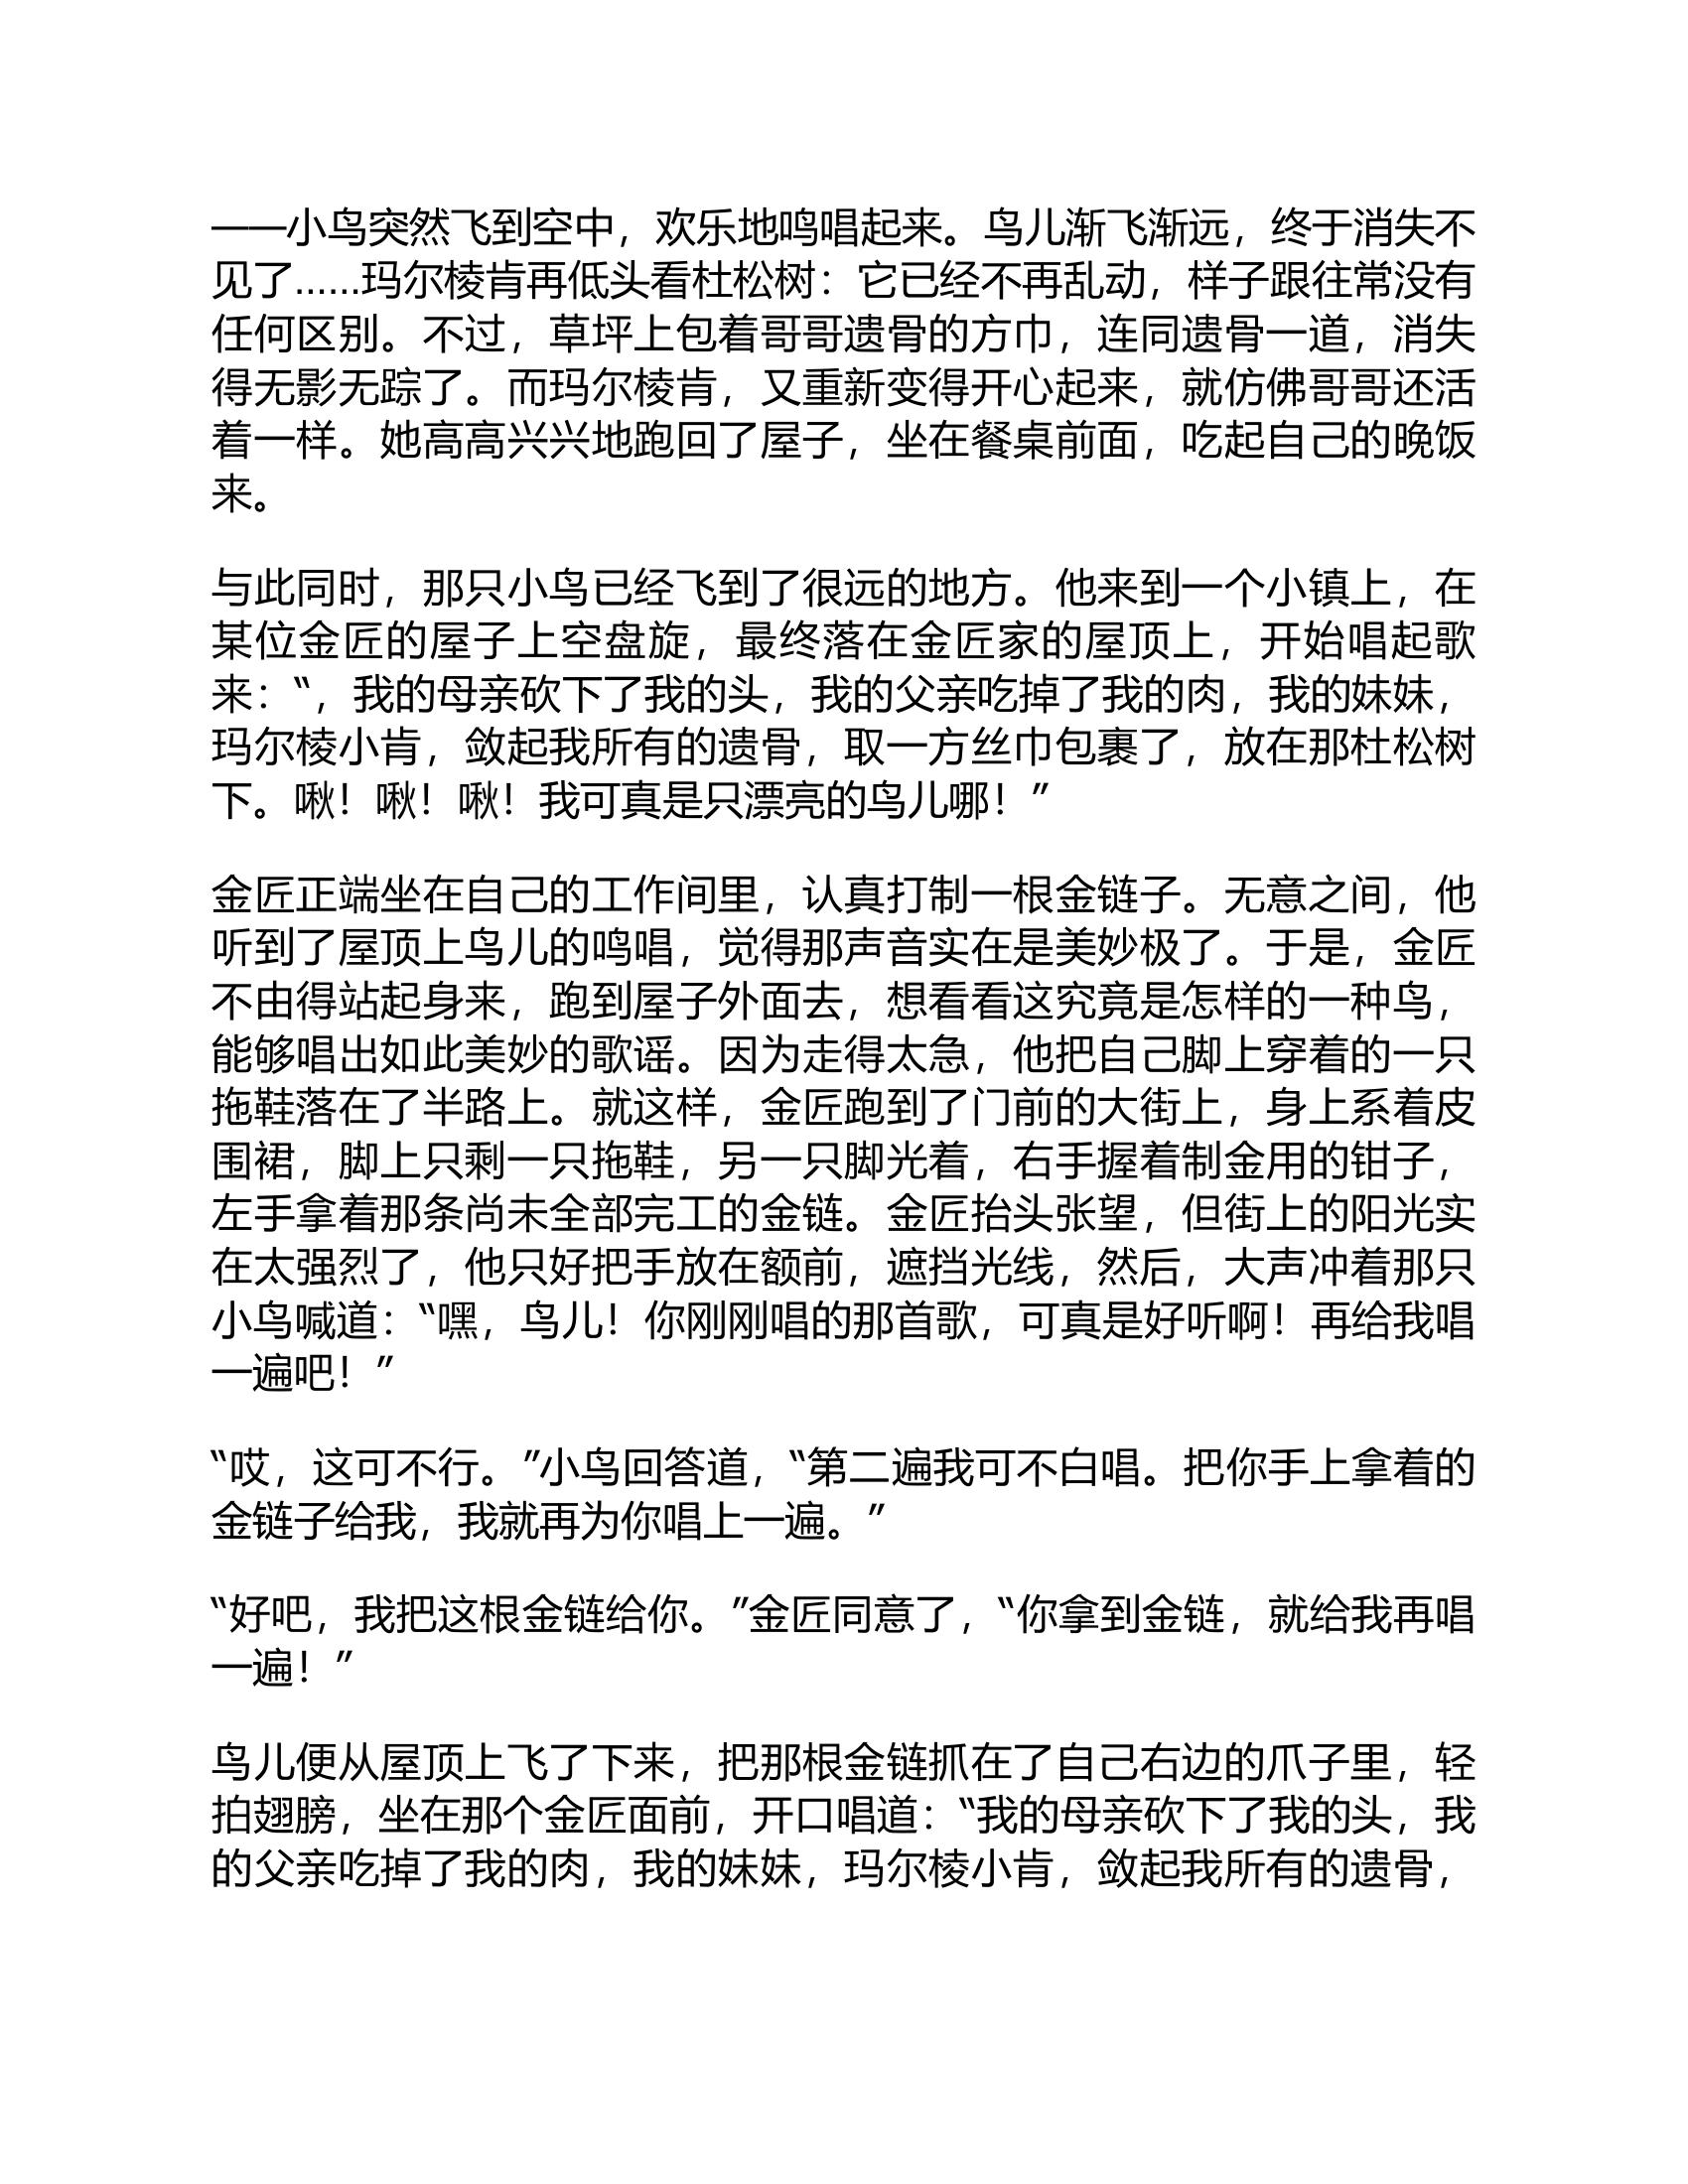 ——小鸟突然飞到空中，欢乐地鸣唱起来。鸟儿渐飞渐远，终于消失不
见了……玛尔棱肯再低头看杜松树：它已经不再乱动，样子跟往常没有
任何区别。不过，草坪上包着哥哥遗骨的方巾，连同遗骨一道，消失
得无影无踪了。而玛尔棱肯，又重新变得开心起来，就仿佛哥哥还活
着一样。她高高兴兴地跑回了屋子，坐在餐桌前面，吃起自己的晚饭
来。
与此同时，那只小鸟已经飞到了很远的地方。他来到一个小镇上，在
某位金匠的屋子上空盘旋，最终落在金匠家的屋顶上，开始唱起歌
来：“，我的母亲砍下了我的头，我的父亲吃掉了我的肉，我的妹妹，
玛尔棱小肯，敛起我所有的遗骨，取一方丝巾包裹了，放在那杜松树
下。啾！啾！啾！我可真是只漂亮的鸟儿哪！”
金匠正端坐在自己的工作间里，认真打制一根金链子。无意之间，他
听到了屋顶上鸟儿的鸣唱，觉得那声音实在是美妙极了。于是，金匠
不由得站起身来，跑到屋子外面去，想看看这究竟是怎样的一种鸟，
能够唱出如此美妙的歌谣。因为走得太急，他把自己脚上穿着的一只
拖鞋落在了半路上。就这样，金匠跑到了门前的大街上，身上系着皮
围裙，脚上只剩一只拖鞋，另一只脚光着，右手握着制金用的钳子，
左手拿着那条尚未全部完工的金链。金匠抬头张望，但街上的阳光实
在太强烈了，他只好把手放在额前，遮挡光线，然后，大声冲着那只
小鸟喊道：“嘿，鸟儿！你刚刚唱的那首歌，可真是好听啊！再给我唱
一遍吧！”
“哎，这可不行。”小鸟回答道，“第二遍我可不白唱。把你手上拿着的
金链子给我，我就再为你唱上一遍。”
“好吧，我把这根金链给你。”金匠同意了，“你拿到金链，就给我再唱
一遍！”
鸟儿便从屋顶上飞了下来，把那根金链抓在了自己右边的爪子里，轻
拍翅膀，坐在那个金匠面前，开口唱道：“我的母亲砍下了我的头，我
的父亲吃掉了我的肉，我的妹妹，玛尔棱小肯，敛起我所有的遗骨，